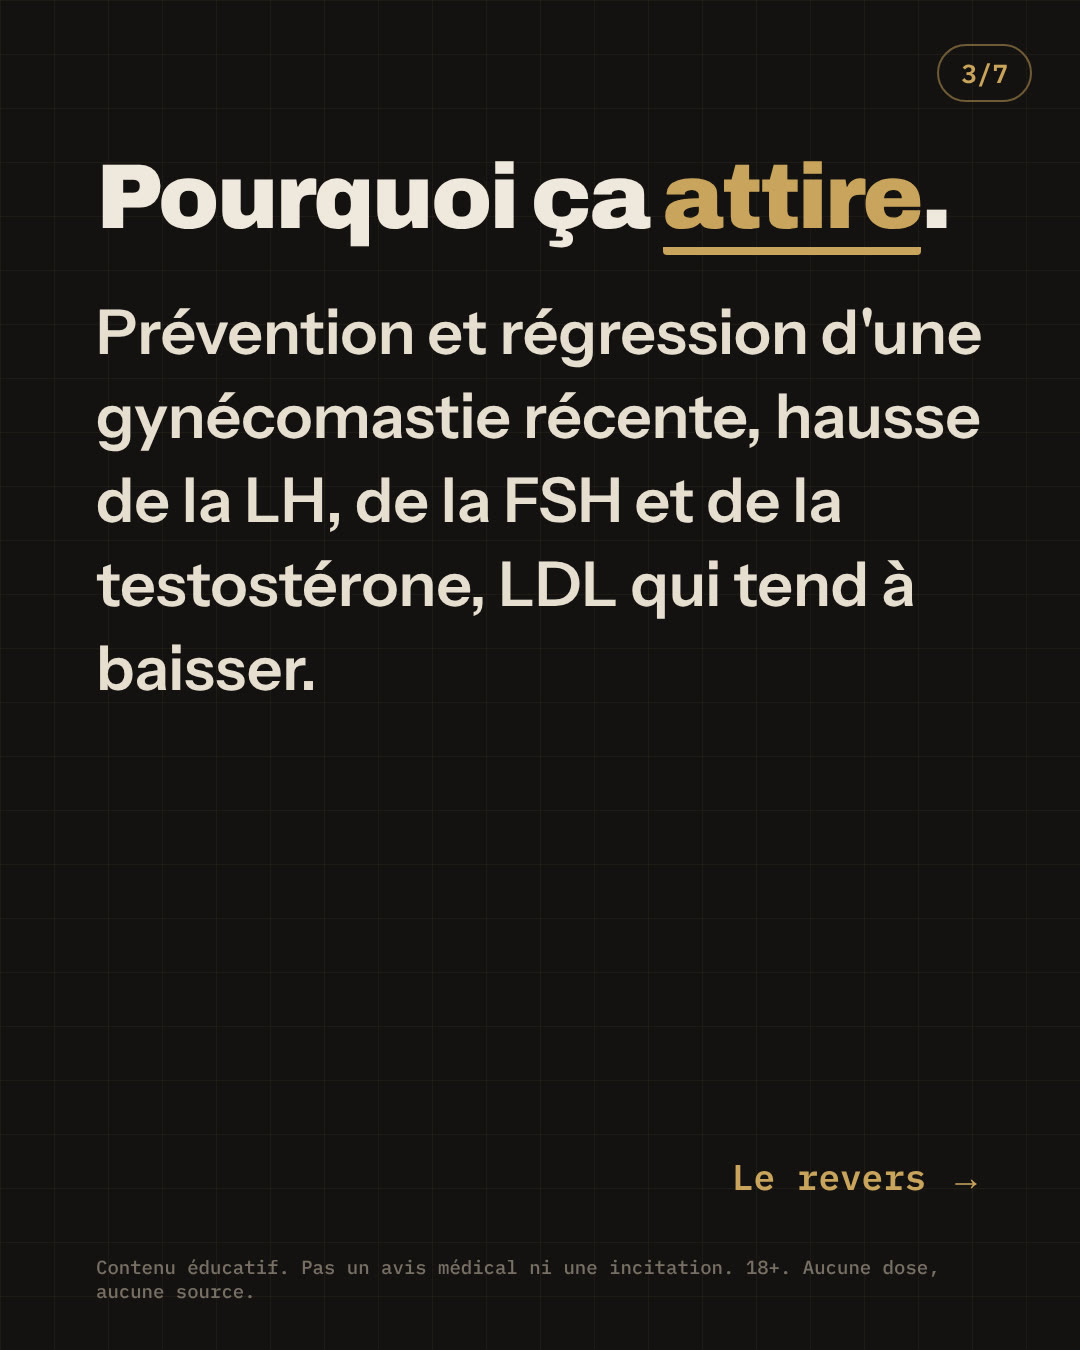 3/7
Pourquoi ça attire.
Prévention et régression d'une
gynécomastie récente, hausse
de la LH, de la FSH et de la
testostérone, LDL qui tend à
baisser.
Le revers →
Contenu éducatif. Pas un avis médical ni une incitation. 18+. Aucune dose,
aucune source.